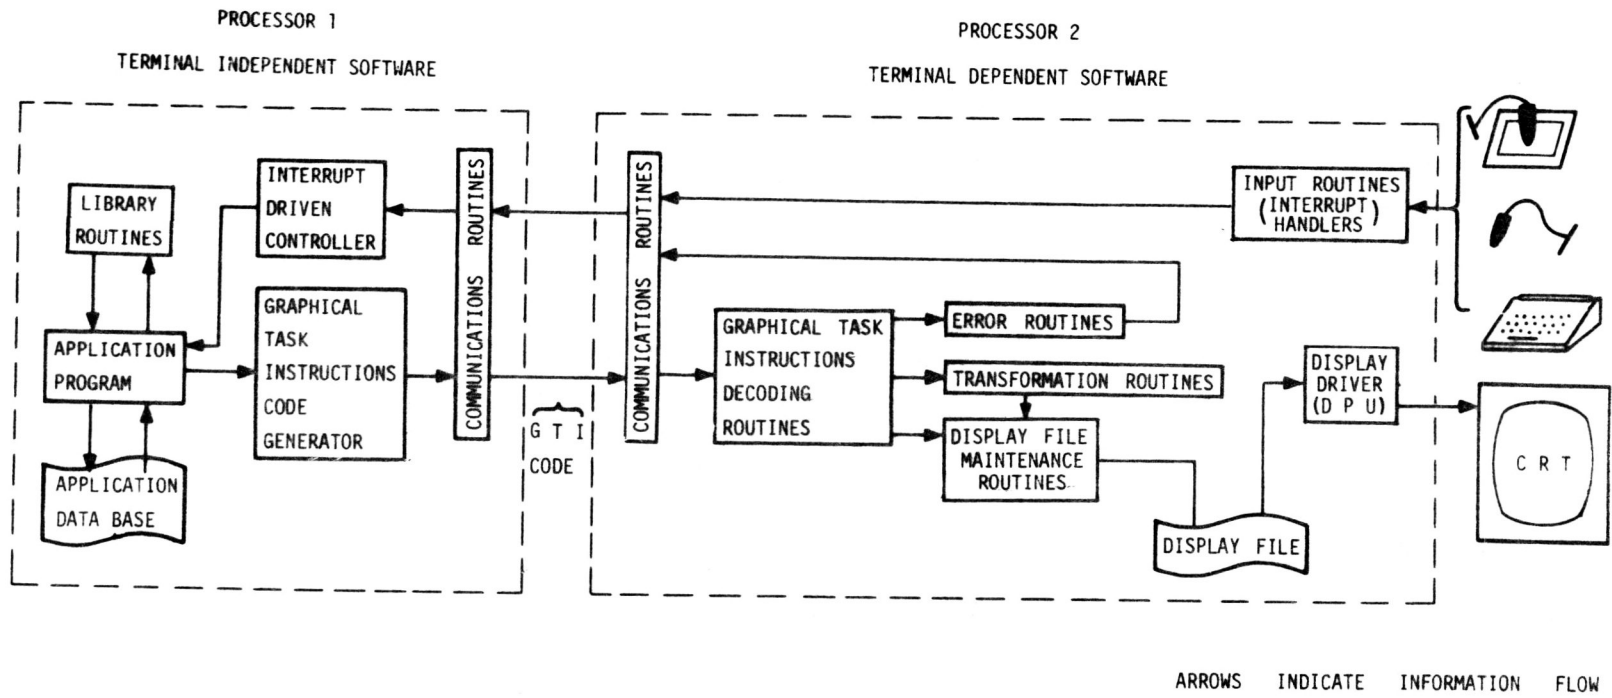 PROCESSOR 1
TERMINAL INDEPENDENT SOFTWARE
PROCESSOR 2
TERMINAL DEPENDENT SOFTWARE
LIBRARY
ROUTINES
INTERRUPT
DRIVEN
CONTROLLER
APPLICATION
PROGRAM
GRAPHICAL
TASK
INSTRUCTIONS
CODE
GENERATOR
APPLICATION
DATA BASE
COMMUNICATIONS ROUTINES
G T I
CODE
COMMUNICATIONS ROUTINES
INPUT ROUTINES
(INTERRUPT)
HANDLERS
GRAPHICAL TASK
INSTRUCTIONS
DECODING
ROUTINES
ERROR ROUTINES
TRANSFORMATION ROUTINES
DISPLAY FILE
MAINTENANCE
ROUTINES
DISPLAY FILE
DISPLAY
DRIVER
(D P U)
C R T
ARROWS INDICATE INFORMATION FLOW